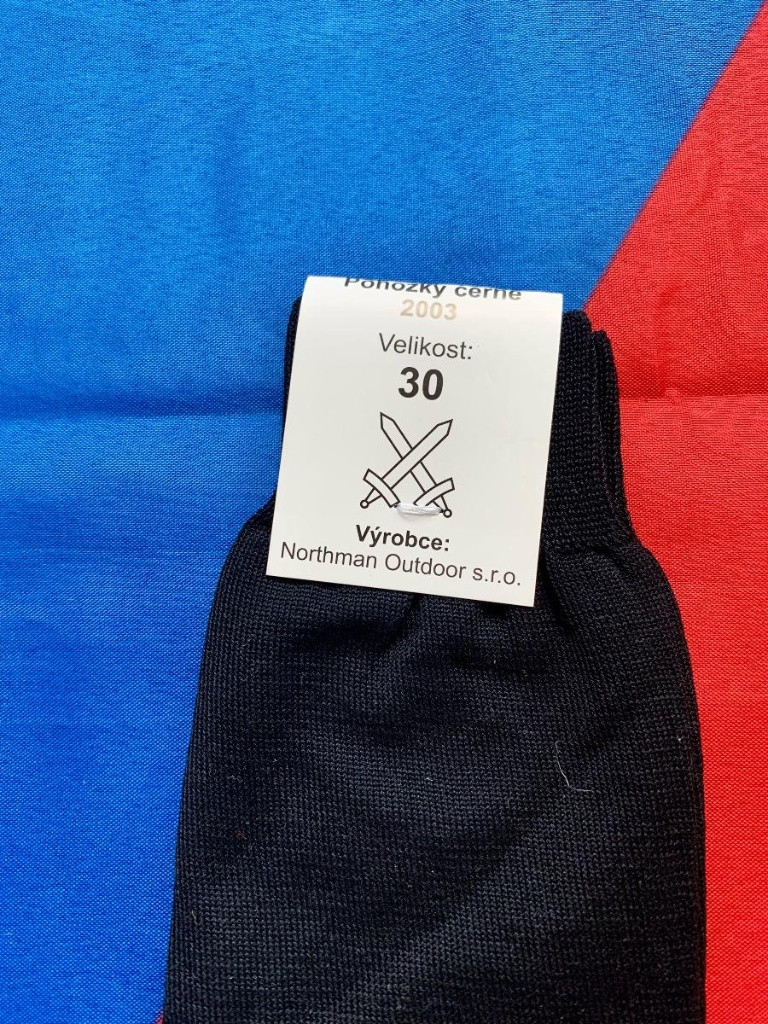 Ponožky černé
2003
Velikost:
30
Výrobce:
Northman Outdoor s.r.o.